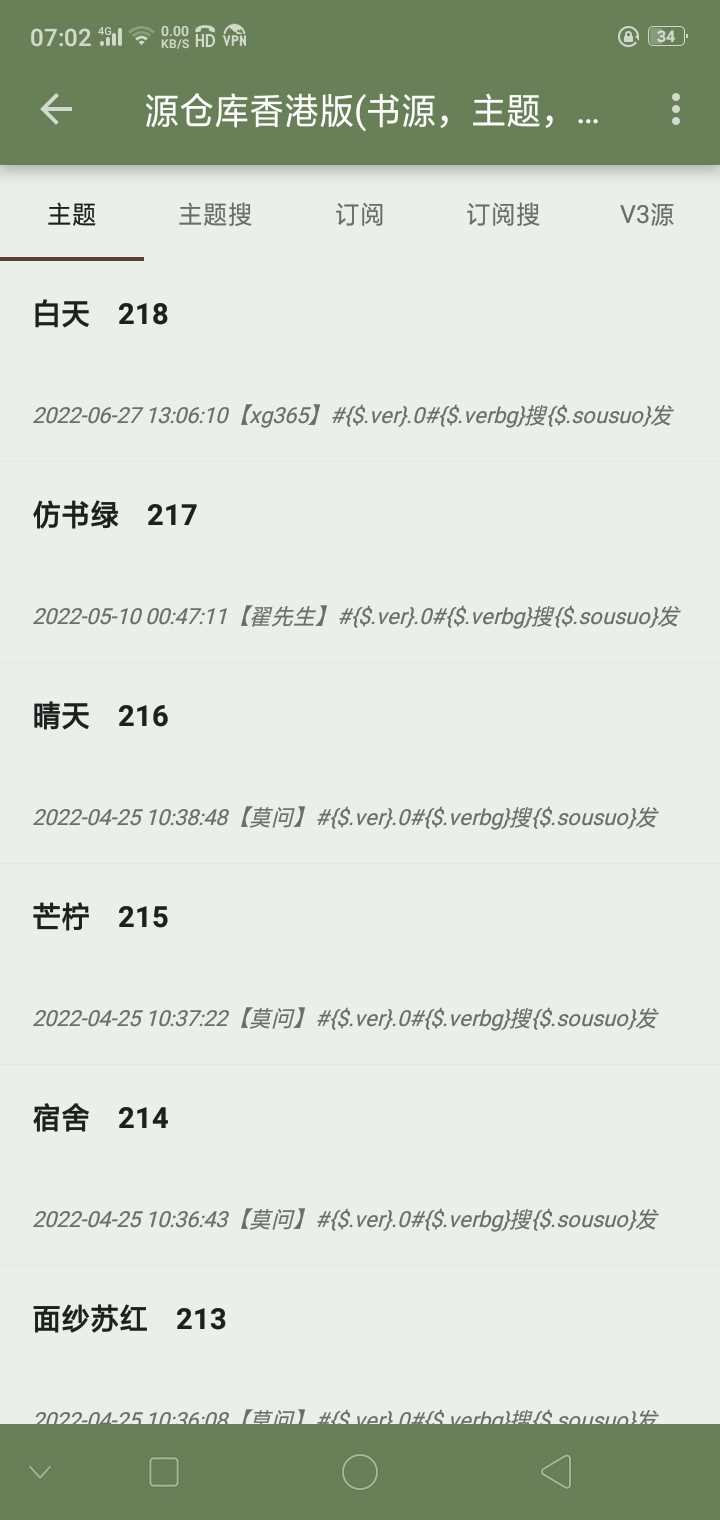 07:02 4G 0.00 KB/S HD VPN 34
源仓库香港版(书源，主题，...
主题 主题搜 订阅 订阅搜 V3源
白天 218
2022-06-27 13:06:10【xg365】#{$.ver}.0#{$.verbg}搜{$.sousuo}发
仿书绿 217
2022-05-10 00:47:11【翟先生】#{$.ver}.0#{$.verbg}搜{$.sousuo}发
晴天 216
2022-04-25 10:38:48【莫问】#{$.ver}.0#{$.verbg}搜{$.sousuo}发
芒柠 215
2022-04-25 10:37:22【莫问】#{$.ver}.0#{$.verbg}搜{$.sousuo}发
宿舍 214
2022-04-25 10:36:43【莫问】#{$.ver}.0#{$.verbg}搜{$.sousuo}发
面纱苏红 213
2022-04-25 10:36:08【莫问】#{$.ver}.0#{$.verbg}搜{$.sousuo}发